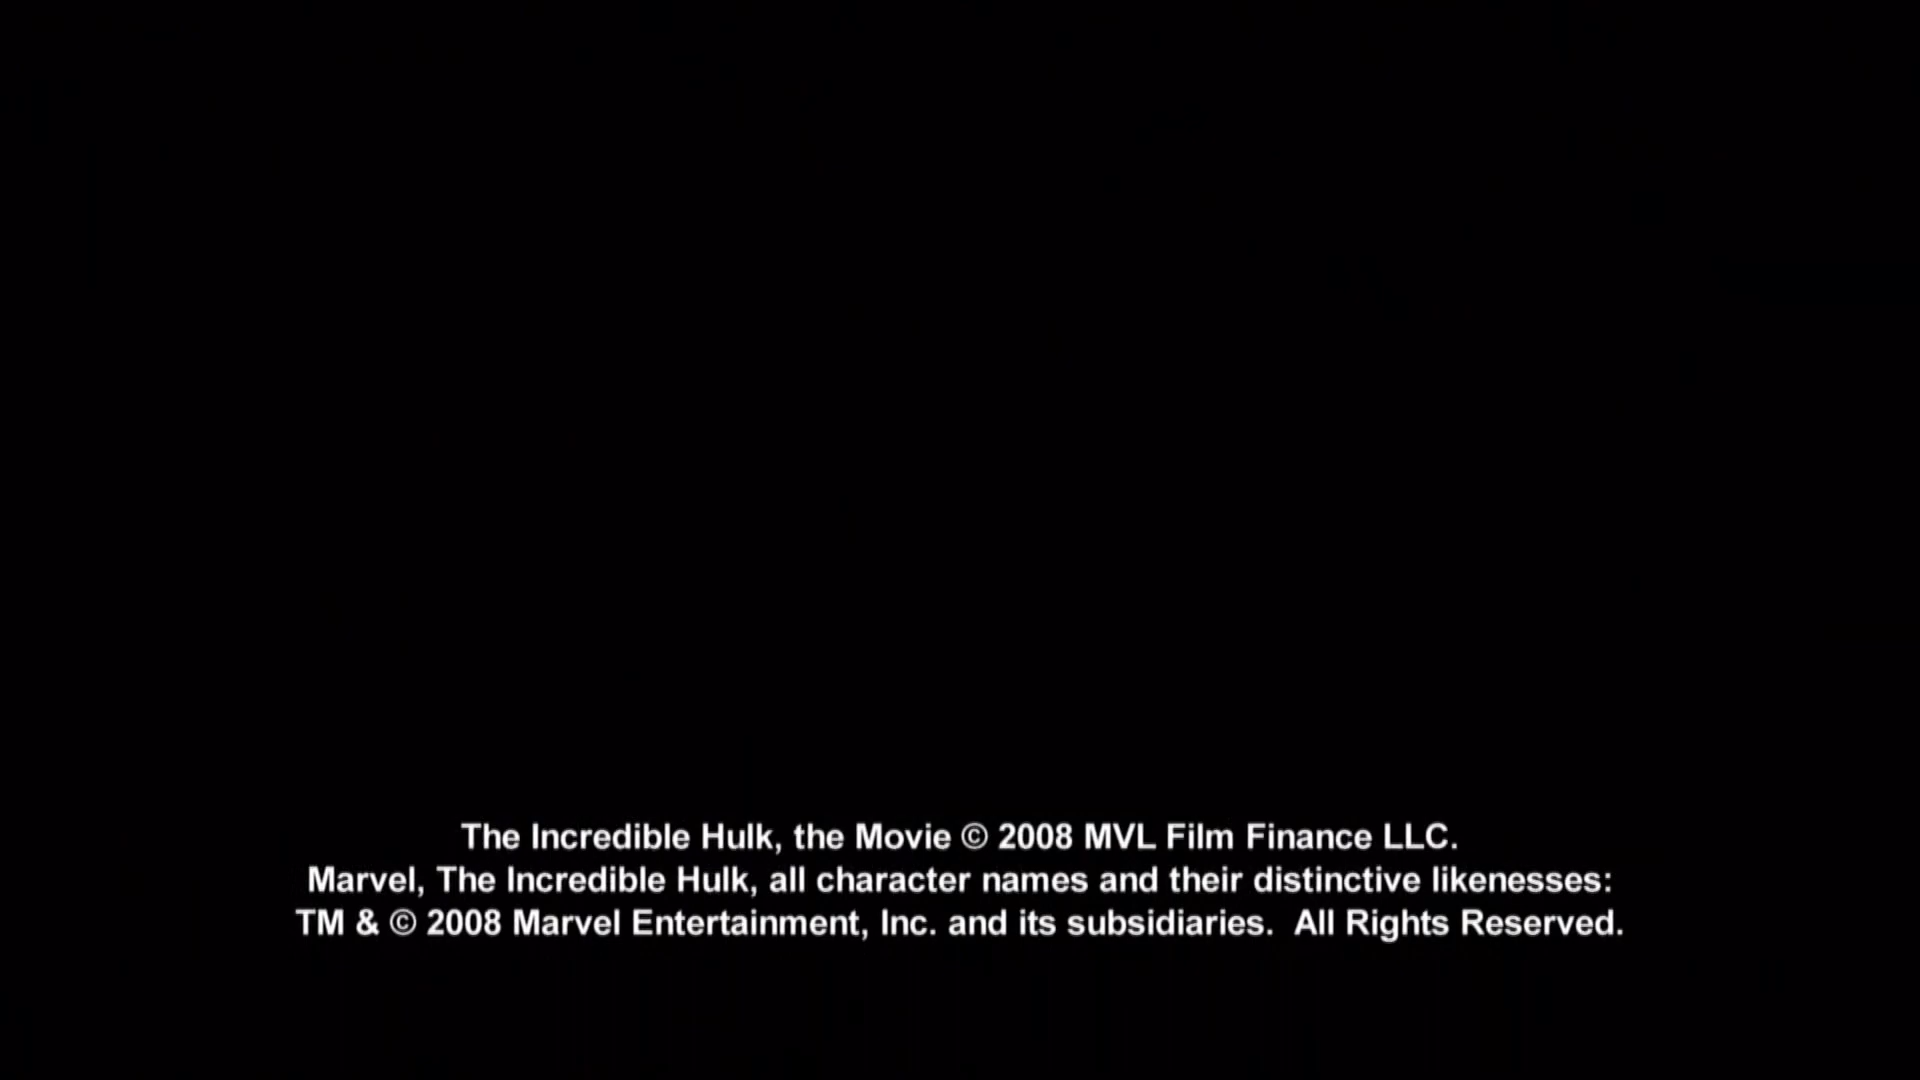 The Incredible Hulk, the Movie © 2008 MVL Film Finance LLC.
Marvel, The Incredible Hulk, all character names and their distinctive likenesses:
TM & © 2008 Marvel Entertainment, Inc. and its subsidiaries.  All Rights Reserved.